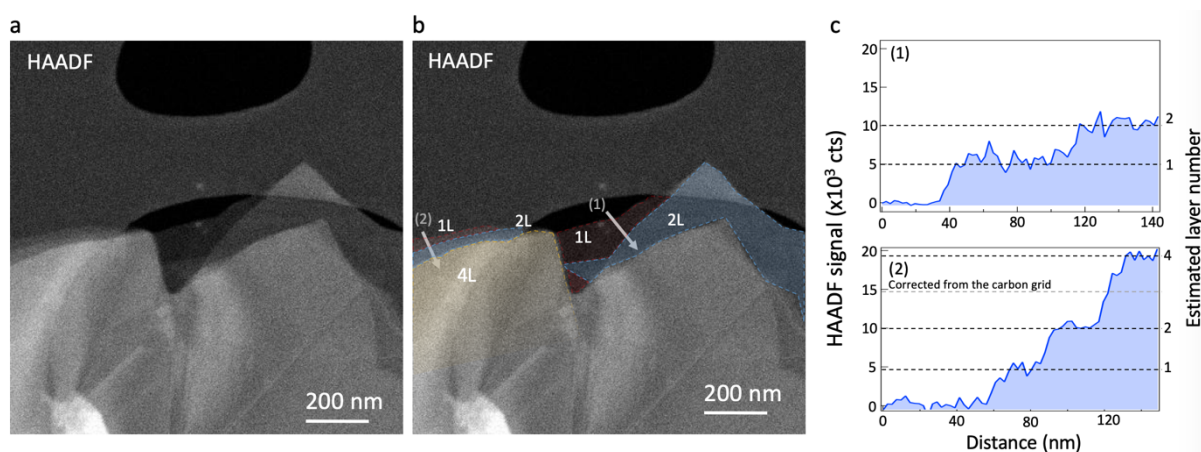 a
HAADF
200 nm
b
HAADF
(2)
1L
2L
(1)
1L
2L
4L
200 nm
c
HAADF signal (x10³ cts)
Estimated layer number
(1)
20
15
10
5
0
2
1
0
40
80
100
120
140
(2)
Corrected from the carbon grid
20
15
10
5
0
4
2
1
0
40
80
120
Distance (nm)